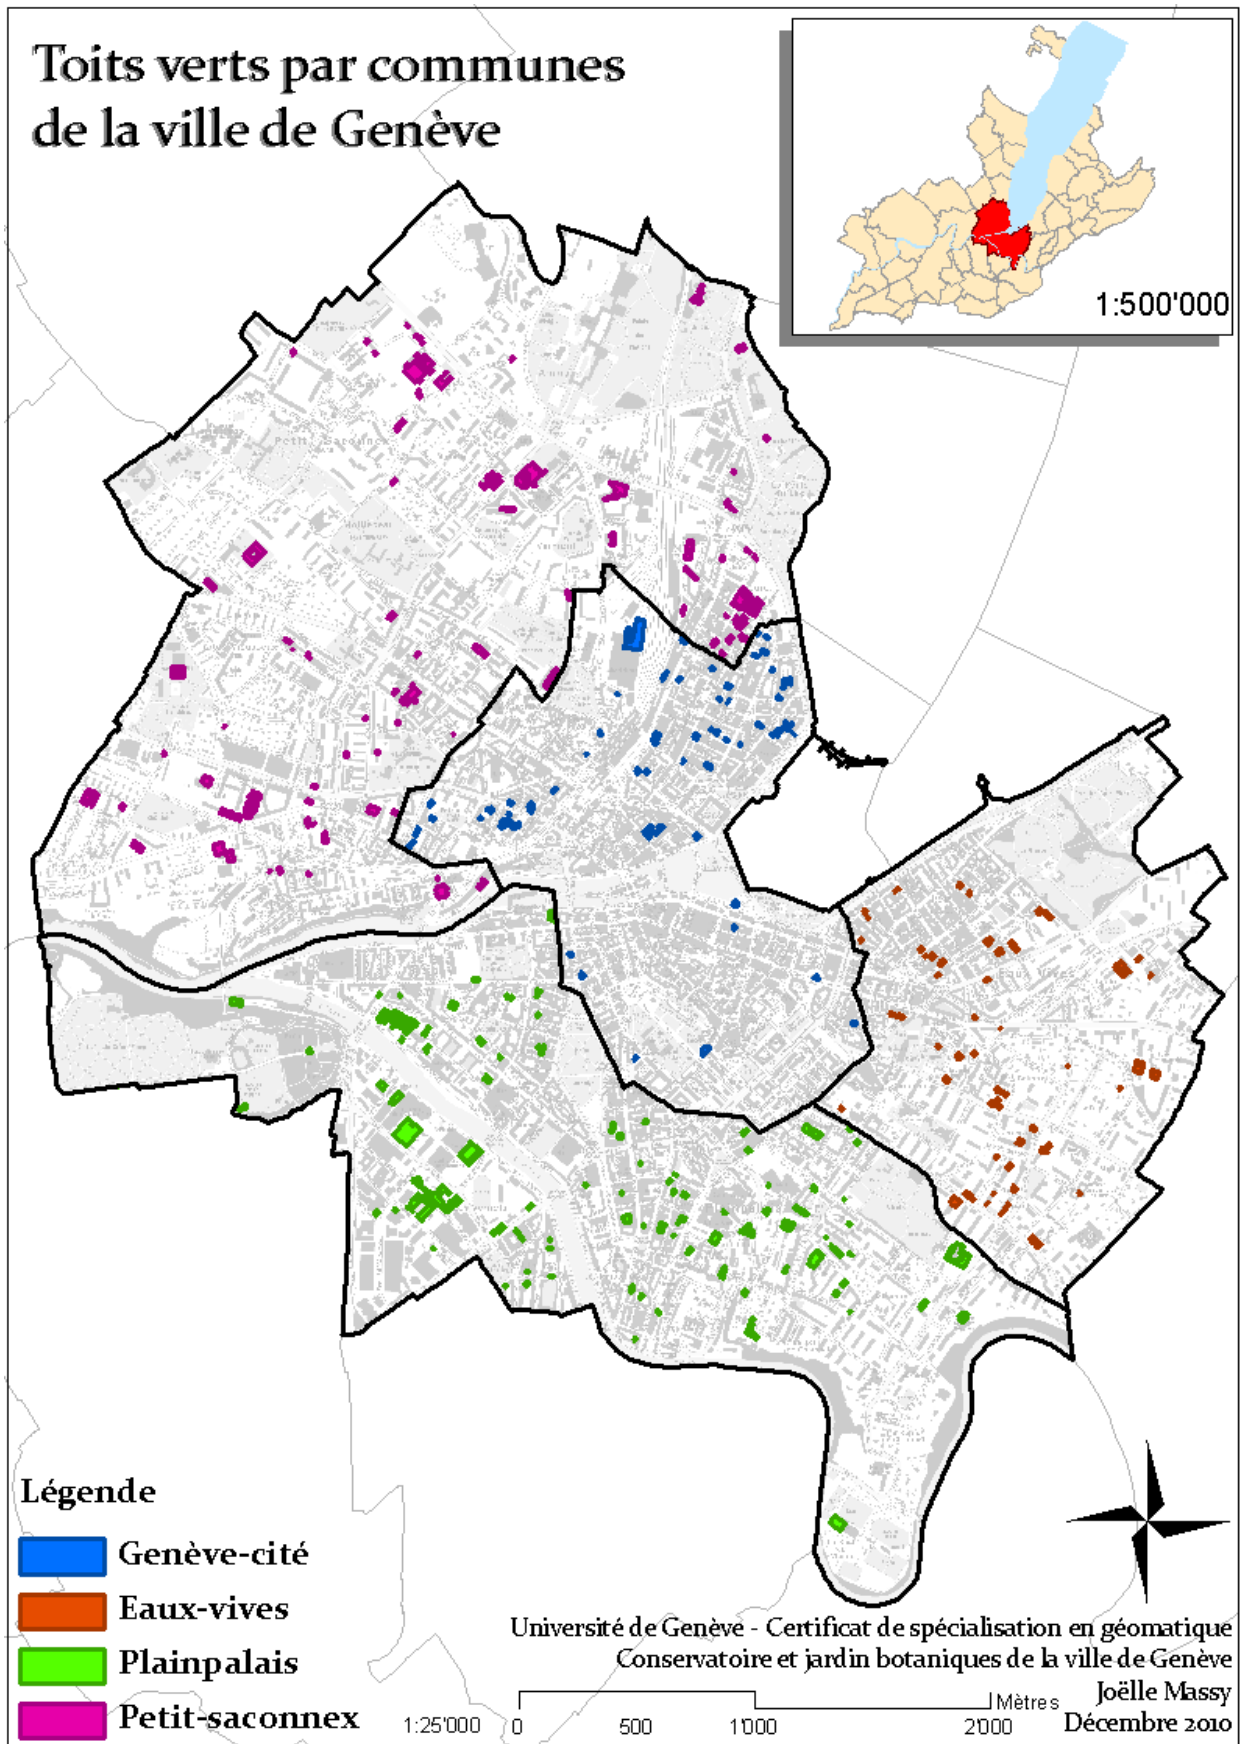 Toits verts par communes
de la ville de Genève
1:500'000
Légende
Genève-cité
Eaux-vives
Plainpalais
Petit-saconnex
Université de Genève - Certificat de spécialisation en géomatique
Conservatoire et jardin botaniques de la ville de Genève
Joëlle Massy
Décembre 2010
1:25'000 0 500 1'000 2'000 Mètres